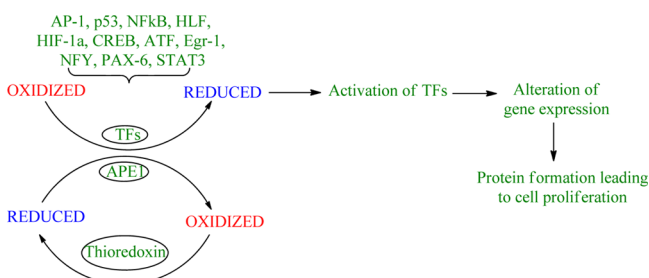 AP-1, p53, NFkB, HLF,
HIF-1a, CREB, ATF, Egr-1,
NFY, PAX-6, STAT3
OXIDIZED
REDUCED
Activation of TFs
Alteration of
gene expression
TFs
APE1
Protein formation leading
to cell proliferation
REDUCED
OXIDIZED
Thioredoxin